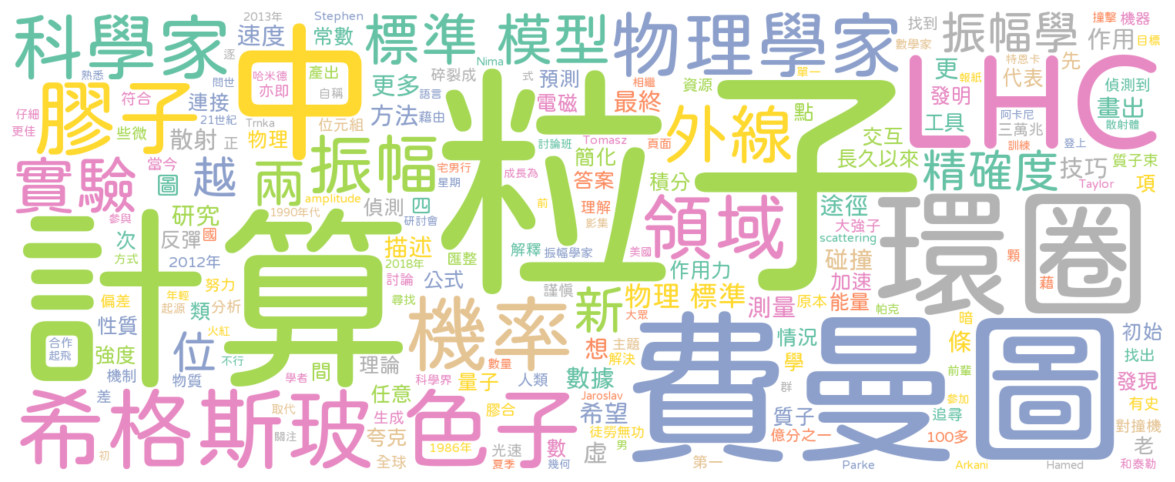 科學家
中
2013年
Stephen
速度
常數
標準 模型
物理學家
找到
振幅學
撞擊
機器
作用
目標
數學家
熟悉
問世
逐
哈米德
亦即
產出
自稱
碎裂成
Nima
式
預測
更多
相繼
資源
單一
點
更
報紙
特恩卡
代表
先
偵測到
LHC
發明
畫出
膠子
仔細
更佳
符合
些微
連接
21世紀
Trnka
位元組
語言
藉由
方法
電磁
最終
外線
粒子
頁面
Tomasz
討論班
簡化
交互
長久以來
工具
阿卡尼
三萬兆
登上
散射體
訓練
散射
正
物理
實驗
當今
圖
越
兩
振幅
宅男行
星期
成長為
答案
積分
領域
精確度
技巧
質子束
項
Taylor
參與
國
研究
1990年代
amplitude
偵測
四
前
研討會
理解
影集
美國
途徑
大強子
scattering
環圈
次
方式
反彈
2012年
描述
解釋
振幅學家
匯整
作用力
碰撞
加速
顆
藉
計算
2018年
討論
公式
尋找
謹慎
新
大眾
物理 標準
測量
原本
能量
帕克
暗
年輕
起源
努力
偏差
類
分析
性質
火紅
位
機率
想
主題
解決
情況
條
初始
找出
合作
起飛
強度
機制
物質
不行
間
理論
數量
學
費曼圖
前輩
發現
差
學者
任意
科學界
量子
人類
數據
群
Jaroslav
希望
質子
追尋
參加
有史
對撞機
希格斯玻色子
取代
關注
生成
夸克
膠合
1986年
光速
第一
數
虛
徒勞無功
男
億分之一
100多
老
初
全球
夏季
幾何
Parke
Arkani
Hamed
和泰勒